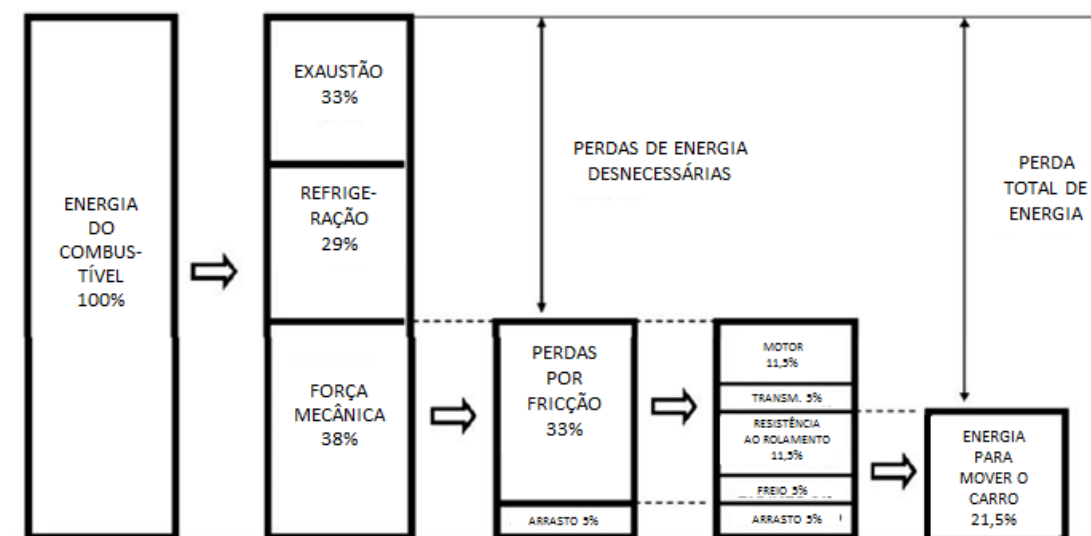 ENERGIA
DO
COMBUS-
TÍVEL
100%
EXAUSTÃO
33%
REFRIGE-
RAÇÃO
29%
FORÇA
MECÂNICA
38%
PERDAS DE ENERGIA
DESNECESSÁRIAS
PERDAS
POR
FRICÇÃO
33%
ARRASTO 5%
MOTOR
11,5%
TRANSM. 5%
RESISTÊNCIA
AO ROLAMENTO
11,5%
FREIO 5%
ARRASTO 5%
PERDA
TOTAL DE
ENERGIA
ENERGIA
PARA
MOVER O
CARRO
21,5%